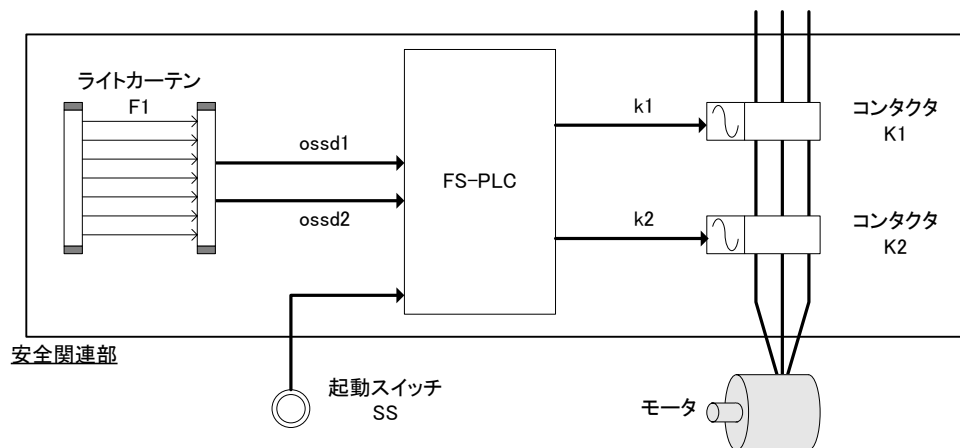 ライトカーテン
F1
ossd1
ossd2
FS-PLC
k1
k2
コンタクタ
K1
コンタクタ
K2
安全関連部
起動スイッチ
SS
モータ